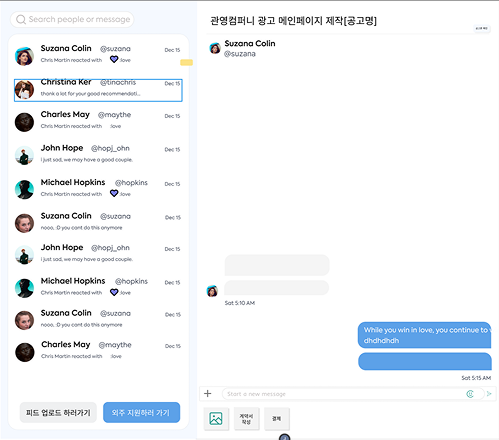 Search people or message
Suzana Colin @suzana Dec 15
Chris Martin reacted with love
Christina Ker @tinachris Dec 15
thank a lot for your good recommendati...
Charles May @maythe Dec 15
Chris Martin reacted with love
John Hope @hopj_ohn Dec 15
i just sad, we may have a good couple.
Michael Hopkins @hopkins Dec 15
Chris Martin reacted with love
Suzana Colin @suzana Dec 15
nooo, :D you cant do this anymore
John Hope @hopj_ohn Dec 15
i just sad, we may have a good couple.
Michael Hopkins @hopkins Dec 15
Chris Martin reacted with love
Suzana Colin @suzana Dec 15
nooo, :D you cant do this anymore
Charles May @maythe Dec 15
Chris Martin reacted with love
피드 업로드 하러가기
외주 지원하러 가기
관영컴퍼니 광고 메인페이지 제작[공고명]
Suzana Colin
@suzana
Sat 5:10 AM
While you win in love, you continue to
dhdhdhdh
Sat 5:15 AM
Start a new message
계약서
작성
결제